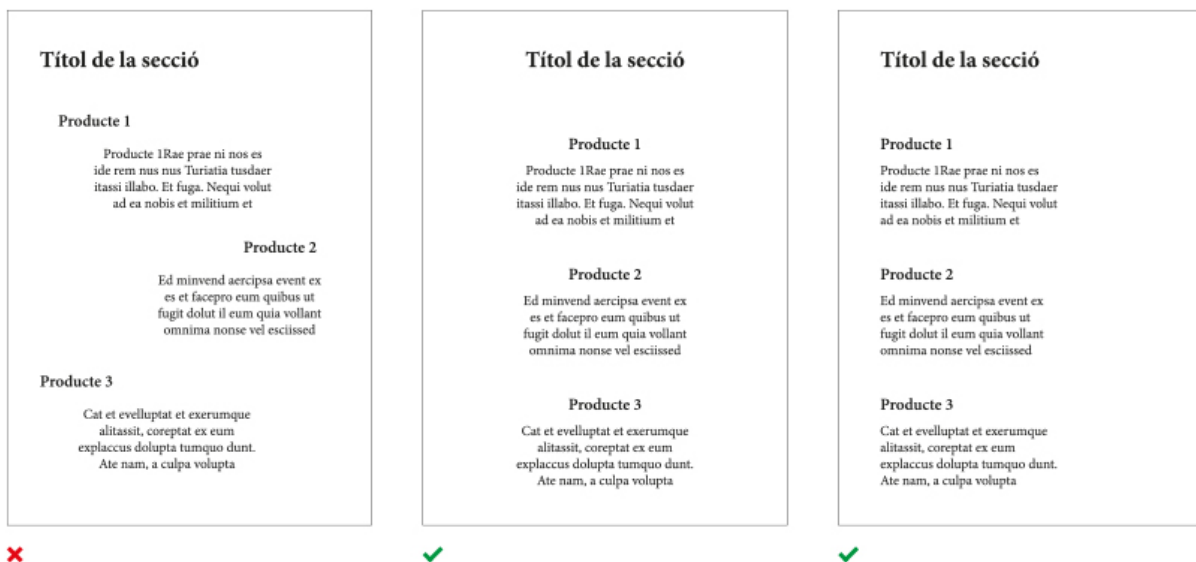 Títol de la secció
Producte 1
Producte 1Rae prae ni nos es
ide rem nus nus Turiatia tusdaer
itassi illabo. Et fuga. Nequi volut
ad ea nobis et militium et
Producte 2
Ed minvend aercipsa event ex
es et facepro eum quibus ut
fugit dolut il eum quia vollant
omnima nonse vel esciissed
Producte 3
Cat et evelluptat et exerumque
alitassit, coreptat ex eum
explaccus dolupta tumquo dunt.
Ate nam, a culpa volupta
Títol de la secció
Producte 1
Producte 1Rae prae ni nos es
ide rem nus nus Turiatia tusdaer
itassi illabo. Et fuga. Nequi volut
ad ea nobis et militium et
Producte 2
Ed minvend aercipsa event ex
es et facepro eum quibus ut
fugit dolut il eum quia vollant
omnima nonse vel esciissed
Producte 3
Cat et evelluptat et exerumque
alitassit, coreptat ex eum
explaccus dolupta tumquo dunt.
Ate nam, a culpa volupta
Títol de la secció
Producte 1
Producte 1Rae prae ni nos es
ide rem nus nus Turiatia tusdaer
itassi illabo. Et fuga. Nequi volut
ad ea nobis et militium et
Producte 2
Ed minvend aercipsa event ex
es et facepro eum quibus ut
fugit dolut il eum quia vollant
omnima nonse vel esciissed
Producte 3
Cat et evelluptat et exerumque
alitassit, coreptat ex eum
explaccus dolupta tumquo dunt.
Ate nam, a culpa volupta